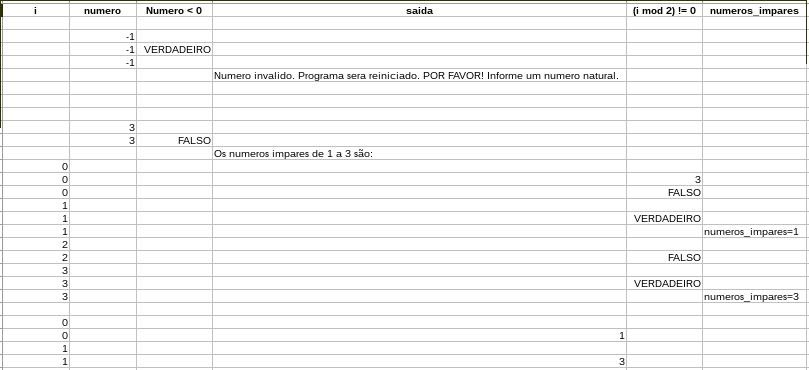 i numero Numero < 0 saida (i mod 2) != 0 numeros_impares
-1
-1 VERDADEIRO
-1
Numero invalido. Programa sera reiniciado. POR FAVOR! Informe um numero natural.
3
3 FALSO
Os numeros impares de 1 a 3 são:
0
0 3
0 FALSO
1
1 VERDADEIRO
1 numeros_impares=1
2
2 FALSO
3
3 VERDADEIRO
3 numeros_impares=3
0
0 1
1
1 3